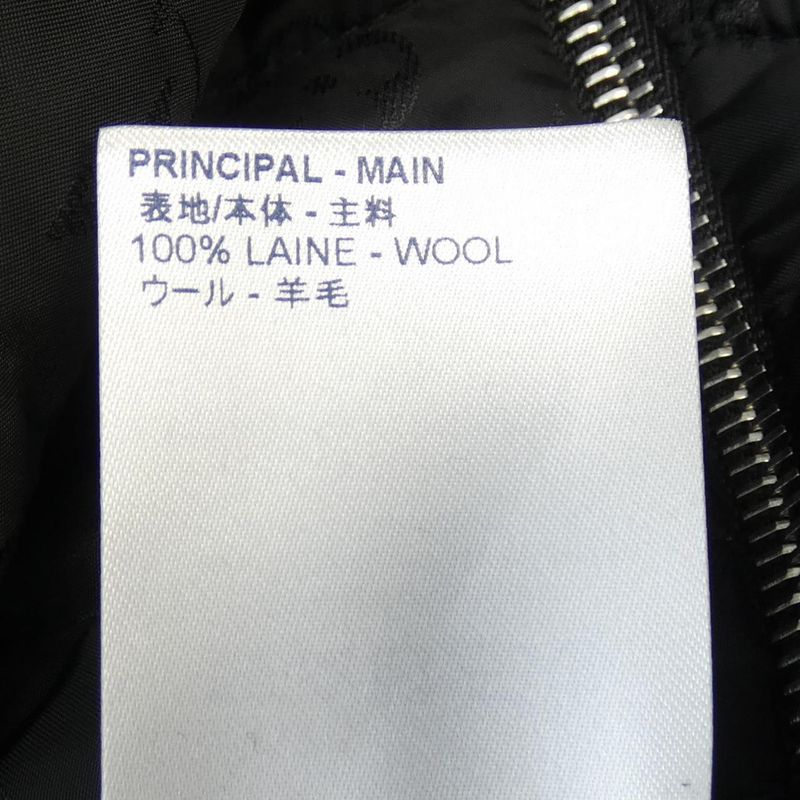 PRINCIPAL - MAIN
表地/本体 - 主料
100% LAINE - WOOL
ウール - 羊毛